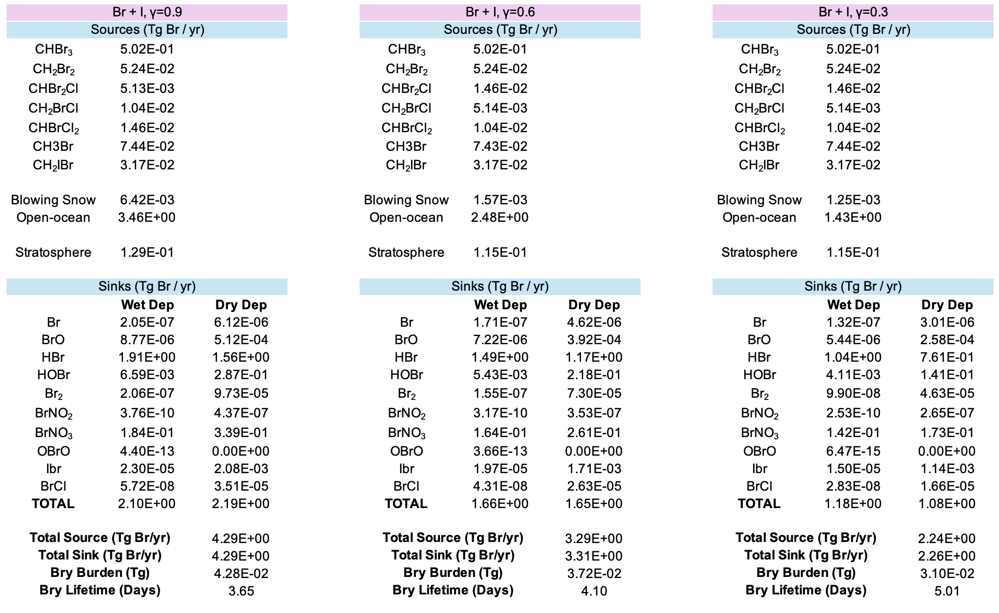 Br + I, γ=0.9
Sources (Tg Br / yr)
CHBr₃ 5.02E-01
CH₂Br₂ 5.24E-02
CHBr₂Cl 5.13E-03
CH₂BrCl 1.04E-02
CHBrCl₂ 1.46E-02
CH3Br 7.44E-02
CH₂IBr 3.17E-02
Blowing Snow 6.42E-03
Open-ocean 3.46E+00
Stratosphere 1.29E-01
Sinks (Tg Br / yr)
Wet Dep Dry Dep
Br 2.05E-07 6.12E-06
BrO 8.77E-06 5.12E-04
HBr 1.91E+00 1.56E+00
HOBr 6.59E-03 2.87E-01
Br₂ 2.06E-07 9.73E-05
BrNO₂ 3.76E-10 4.37E-07
BrNO₃ 1.84E-01 3.39E-01
OBrO 4.40E-13 0.00E+00
Ibr 2.30E-05 2.08E-03
BrCl 5.72E-08 3.51E-05
TOTAL 2.10E+00 2.19E+00
Total Source (Tg Br/yr) 4.29E+00
Total Sink (Tg Br/yr) 4.29E+00
Bry Burden (Tg) 4.28E-02
Bry Lifetime (Days) 3.65
Br + I, γ=0.6
Sources (Tg Br / yr)
CHBr₃ 5.02E-01
CH₂Br₂ 5.24E-02
CHBr₂Cl 1.46E-02
CH₂BrCl 5.14E-03
CHBrCl₂ 1.04E-02
CH3Br 7.43E-02
CH₂IBr 3.17E-02
Blowing Snow 1.57E-03
Open-ocean 2.48E+00
Stratosphere 1.15E-01
Sinks (Tg Br / yr)
Wet Dep Dry Dep
Br 1.71E-07 4.62E-06
BrO 7.22E-06 3.92E-04
HBr 1.49E+00 1.17E+00
HOBr 5.43E-03 2.18E-01
Br₂ 1.55E-07 7.30E-05
BrNO₂ 3.17E-10 3.53E-07
BrNO₃ 1.64E-01 2.61E-01
OBrO 3.66E-13 0.00E+00
Ibr 1.97E-05 1.71E-03
BrCl 4.31E-08 2.63E-05
TOTAL 1.66E+00 1.65E+00
Total Source (Tg Br/yr) 3.29E+00
Total Sink (Tg Br/yr) 3.31E+00
Bry Burden (Tg) 3.72E-02
Bry Lifetime (Days) 4.10
Br + I, γ=0.3
Sources (Tg Br / yr)
CHBr₃ 5.02E-01
CH₂Br₂ 5.24E-02
CHBr₂Cl 1.46E-02
CH₂BrCl 5.14E-03
CHBrCl₂ 1.04E-02
CH3Br 7.44E-02
CH₂IBr 3.17E-02
Blowing Snow 1.25E-03
Open-ocean 1.43E+00
Stratosphere 1.15E-01
Sinks (Tg Br / yr)
Wet Dep Dry Dep
Br 1.32E-07 3.01E-06
BrO 5.44E-06 2.58E-04
HBr 1.04E+00 7.61E-01
HOBr 4.11E-03 1.41E-01
Br₂ 9.90E-08 4.63E-05
BrNO₂ 2.53E-10 2.65E-07
BrNO₃ 1.42E-01 1.73E-01
OBrO 6.47E-15 0.00E+00
Ibr 1.50E-05 1.14E-03
BrCl 2.83E-08 1.66E-05
TOTAL 1.18E+00 1.08E+00
Total Source (Tg Br/yr) 2.24E+00
Total Sink (Tg Br/yr) 2.26E+00
Bry Burden (Tg) 3.10E-02
Bry Lifetime (Days) 5.01